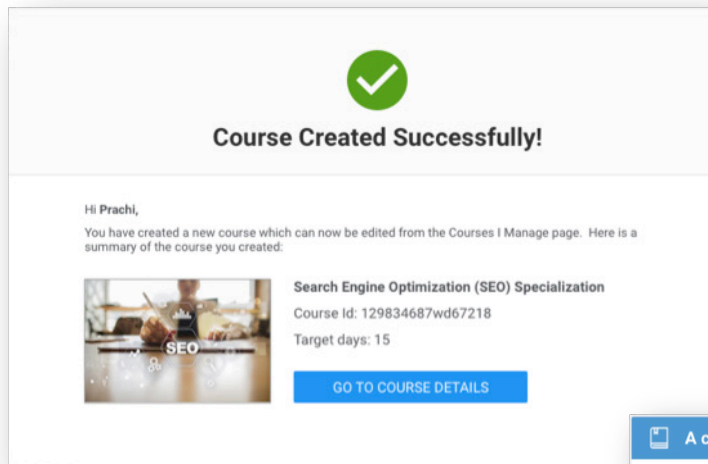 Course Created Successfully!
Hi Prachi,
You have created a new course which can now be edited from the Courses I Manage page. Here is a
summary of the course you created:
SEO
Search Engine Optimization (SEO) Specialization
Course Id: 129834687wd67218
Target days: 15
GO TO COURSE DETAILS
A c